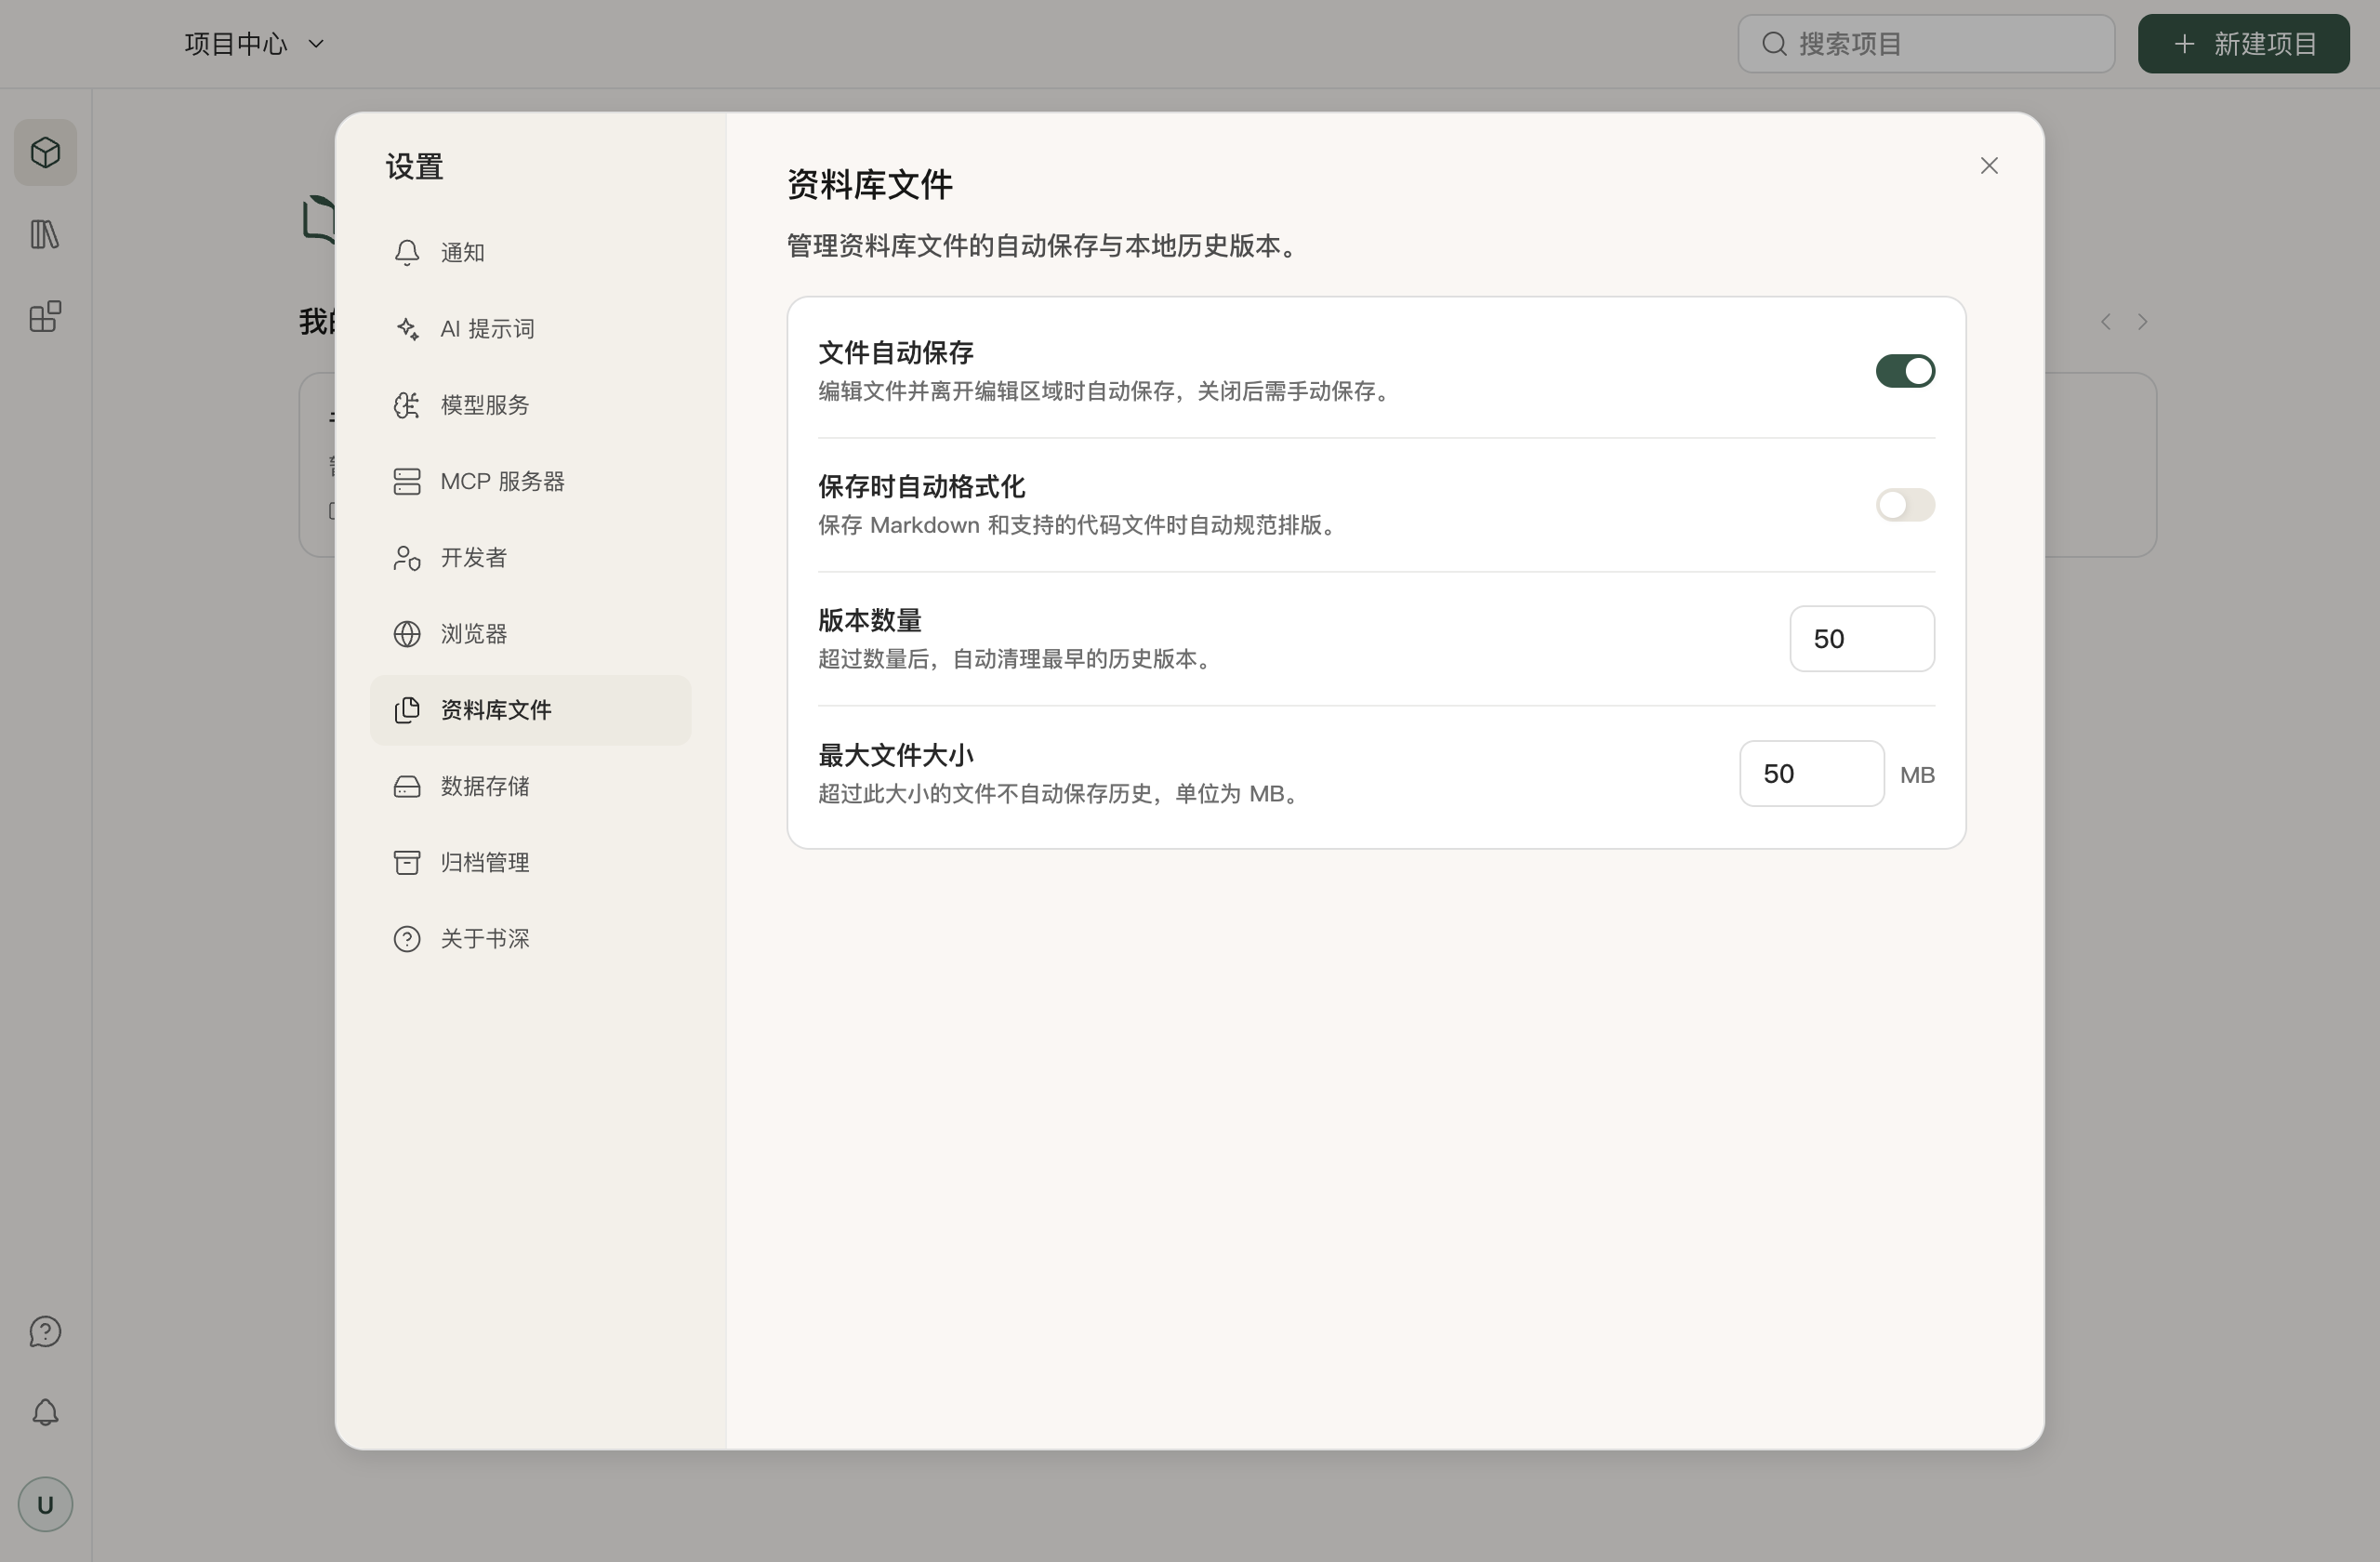 项目中心
搜索项目
新建项目
设置
通知
AI 提示词
模型服务
MCP 服务器
开发者
浏览器
资料库文件
数据存储
归档管理
关于书深
资料库文件
管理资料库文件的自动保存与本地历史版本。
文件自动保存
编辑文件并离开编辑区域时自动保存，关闭后需手动保存。
保存时自动格式化
保存 Markdown 和支持的代码文件时自动规范排版。
版本数量
超过数量后，自动清理最早的历史版本。
50
最大文件大小
超过此大小的文件不自动保存历史，单位为 MB。
50 MB
我
U